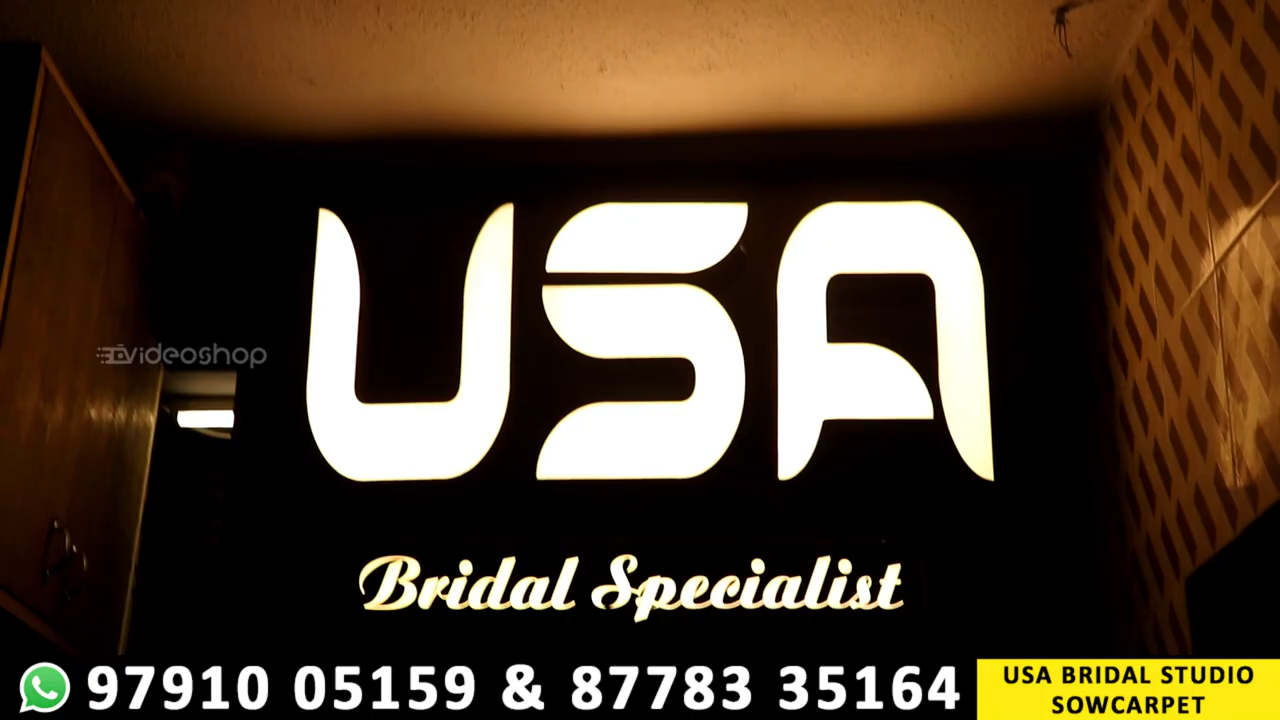 USA
videoshop
Bridal Specialist
97910 05159 & 87783 35164
USA BRIDAL STUDIO
SOWCARPET